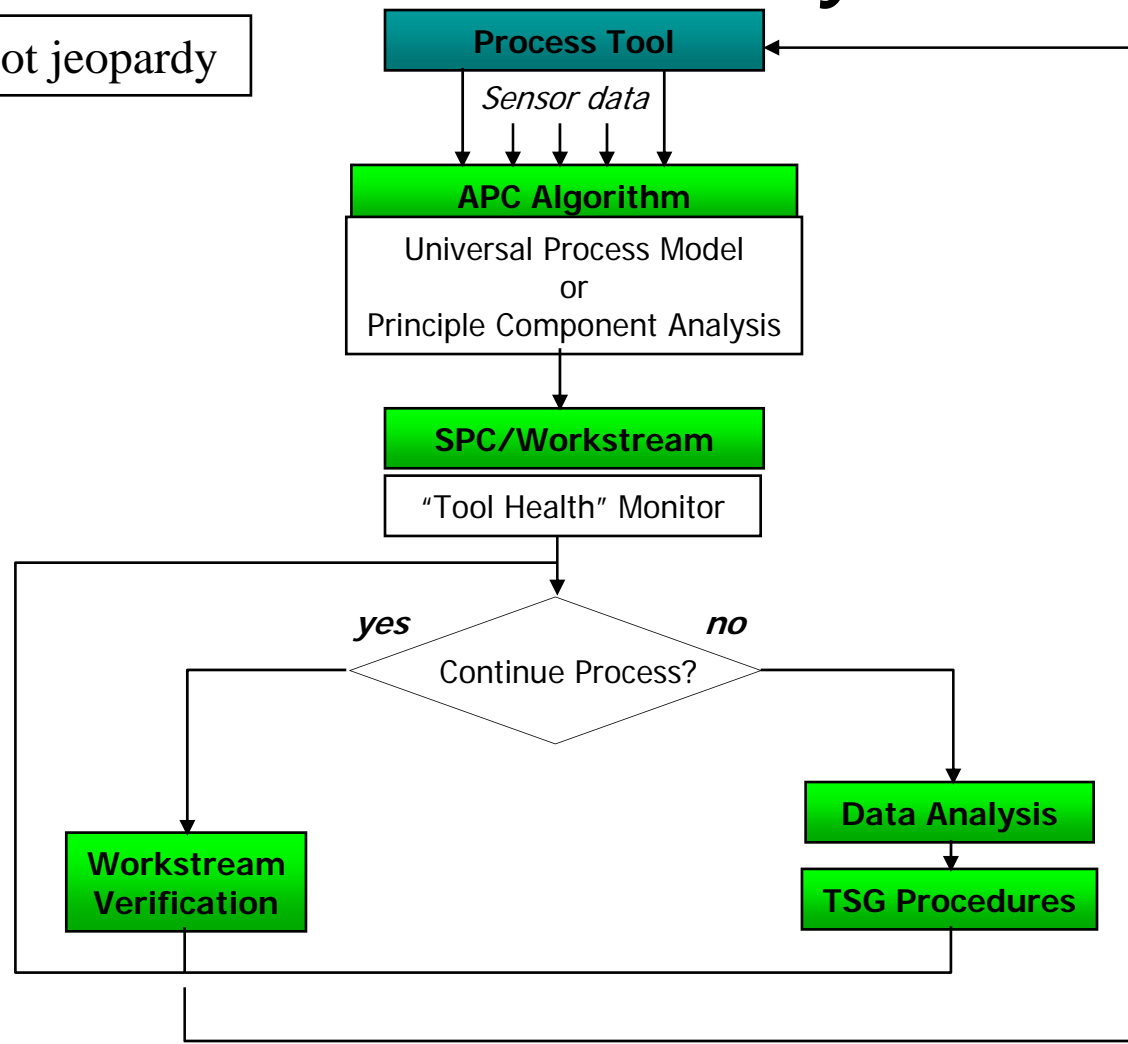 ot jeopardy
Process Tool
Sensor data
APC Algorithm
Universal Process Model
or
Principle Component Analysis
SPC/Workstream
“Tool Health” Monitor
yes
no
Continue Process?
Data Analysis
Workstream
Verification
TSG Procedures